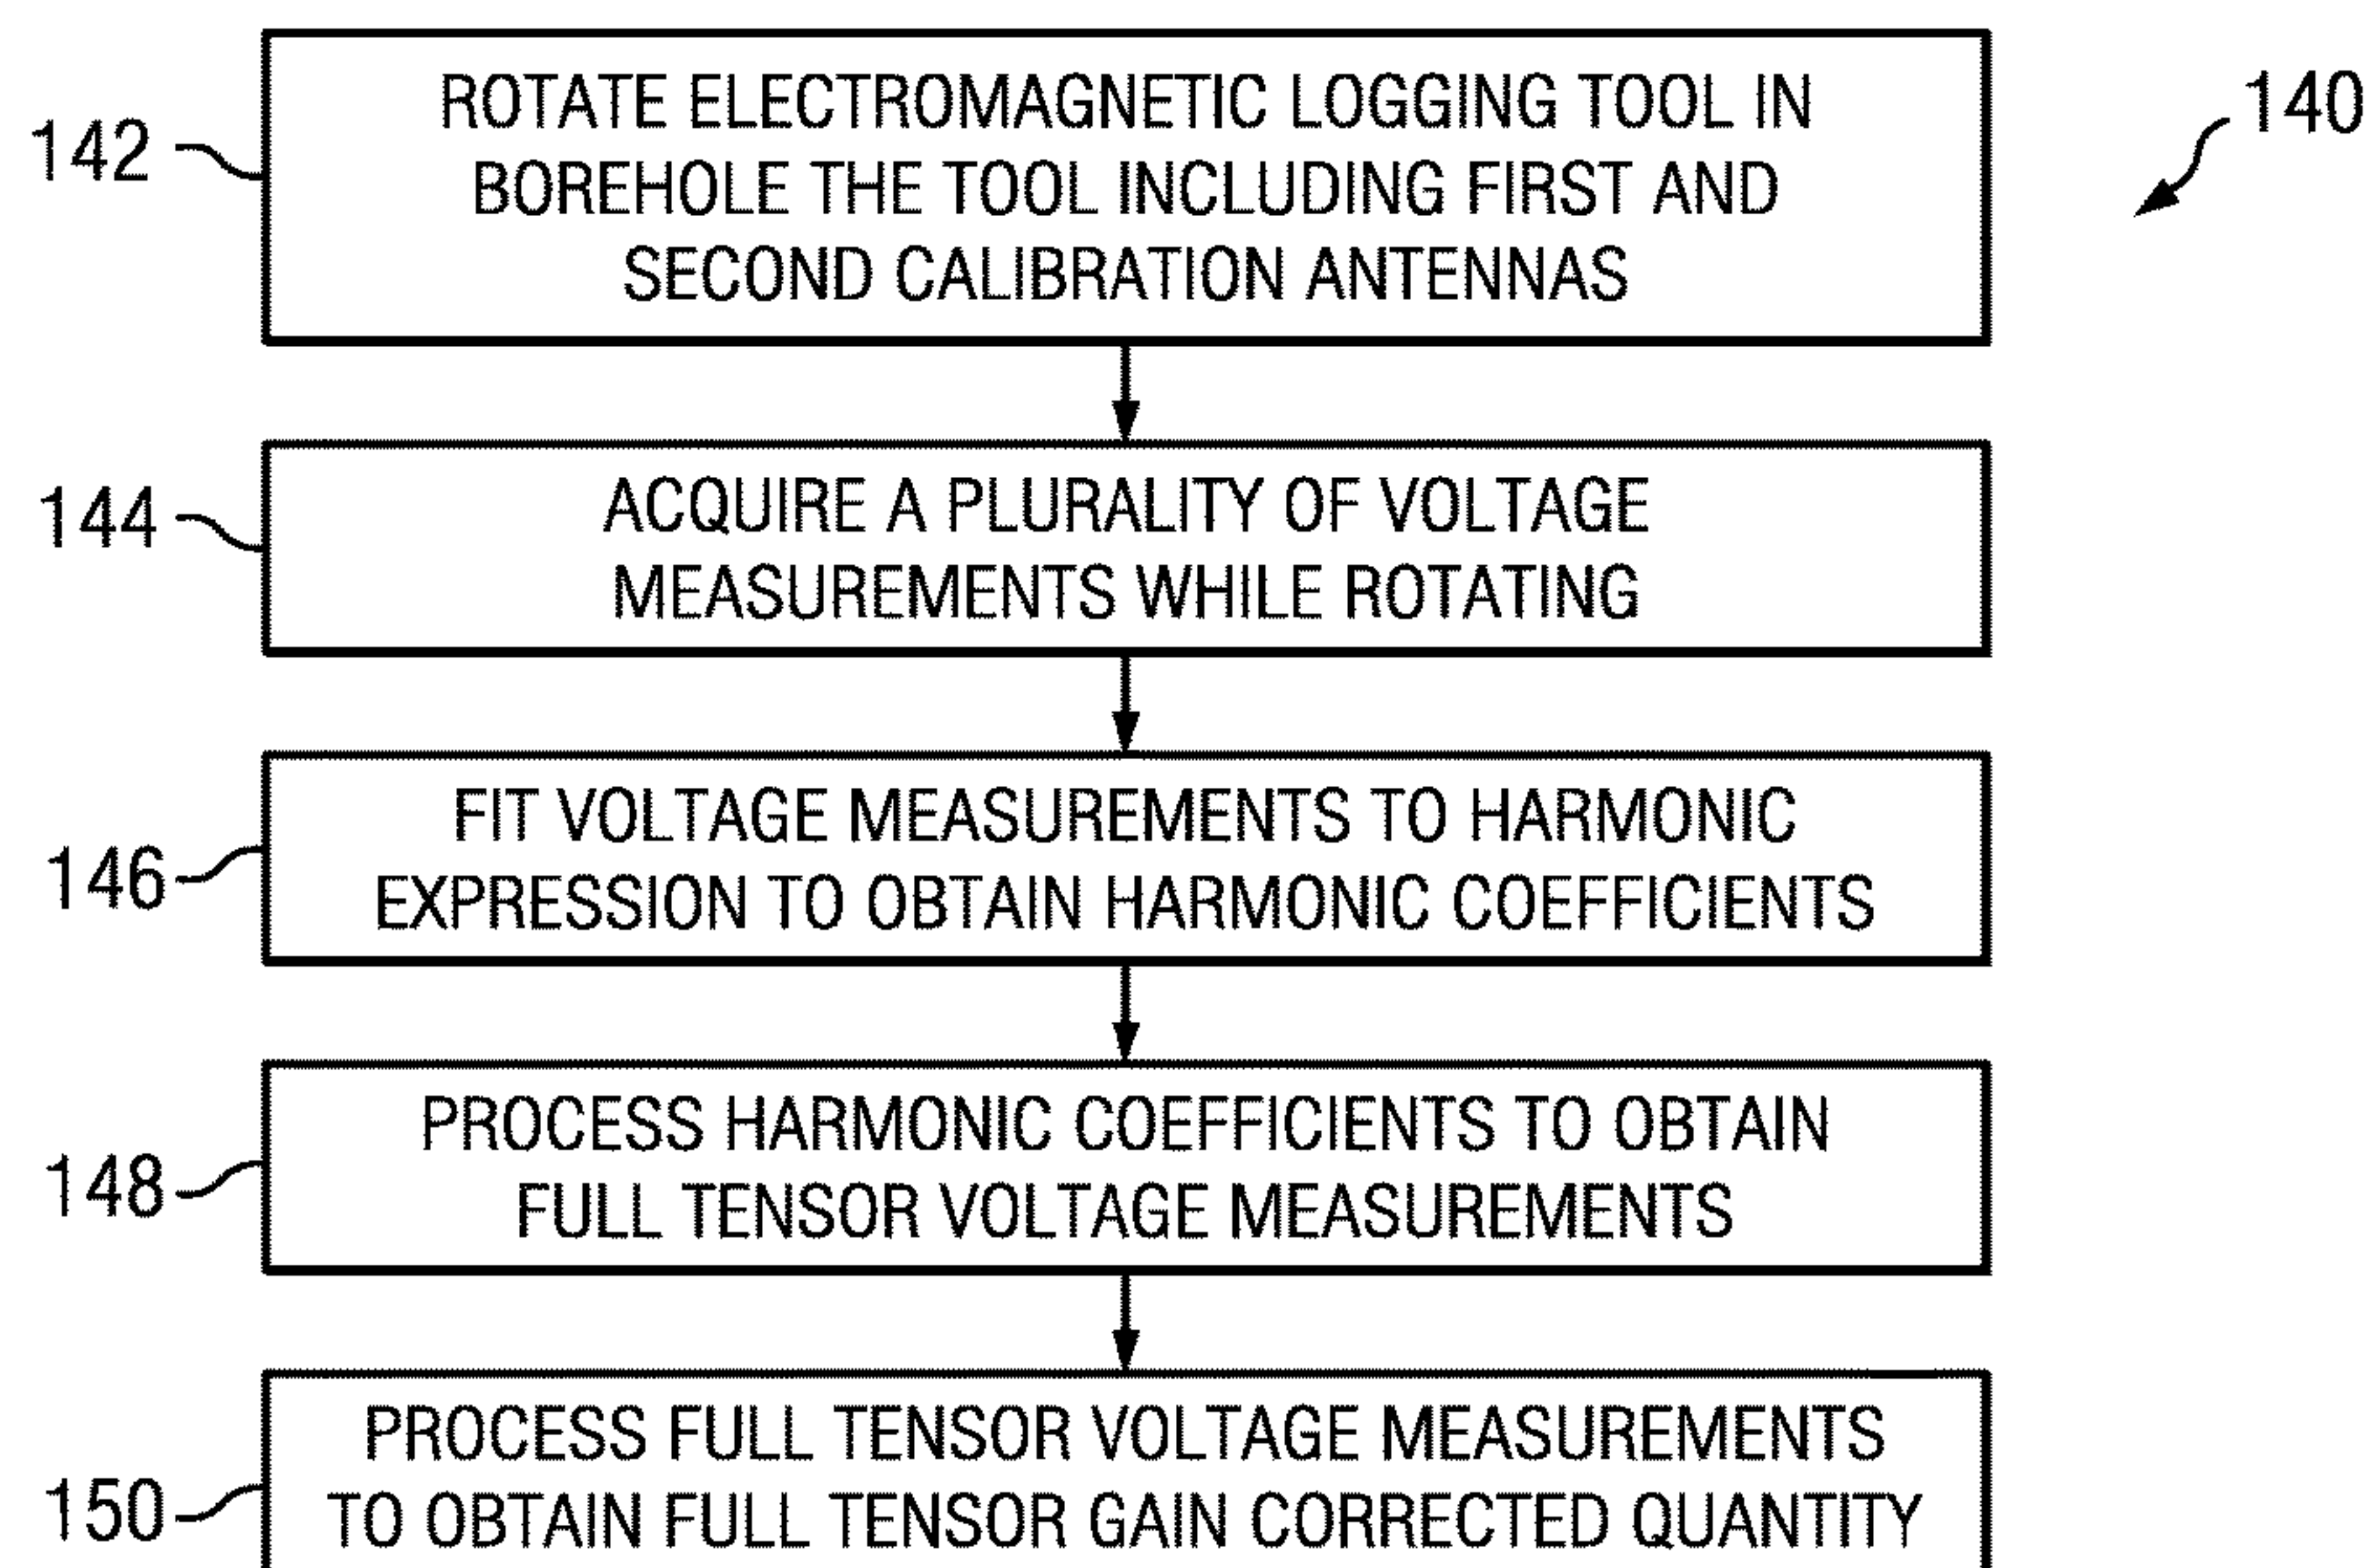 140
142
ROTATE ELECTROMAGNETIC LOGGING TOOL IN
BOREHOLE THE TOOL INCLUDING FIRST AND
SECOND CALIBRATION ANTENNAS
144
ACQUIRE A PLURALITY OF VOLTAGE
MEASUREMENTS WHILE ROTATING
146
FIT VOLTAGE MEASUREMENTS TO HARMONIC
EXPRESSION TO OBTAIN HARMONIC COEFFICIENTS
148
PROCESS HARMONIC COEFFICIENTS TO OBTAIN
FULL TENSOR VOLTAGE MEASUREMENTS
150
PROCESS FULL TENSOR VOLTAGE MEASUREMENTS
TO OBTAIN FULL TENSOR GAIN CORRECTED QUANTITY